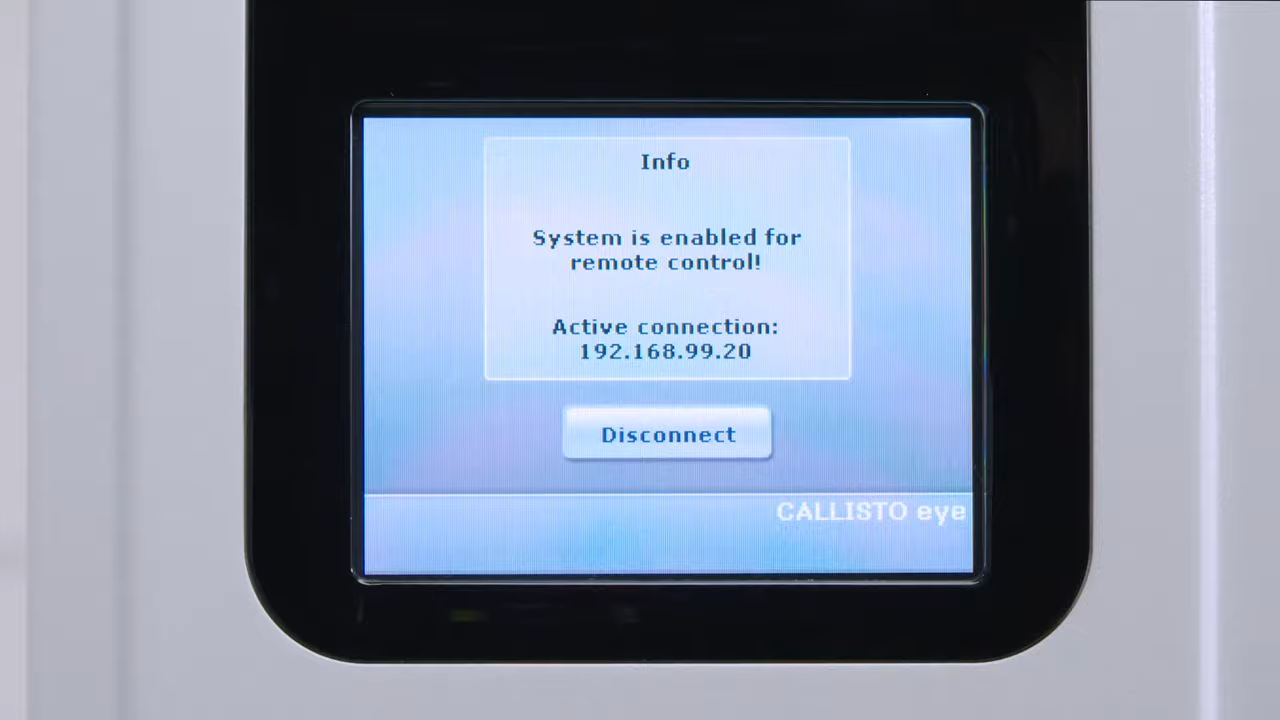 Info
System is enabled for
remote control!
Active connection:
192.168.99.20
Disconnect
CALLISTO eye